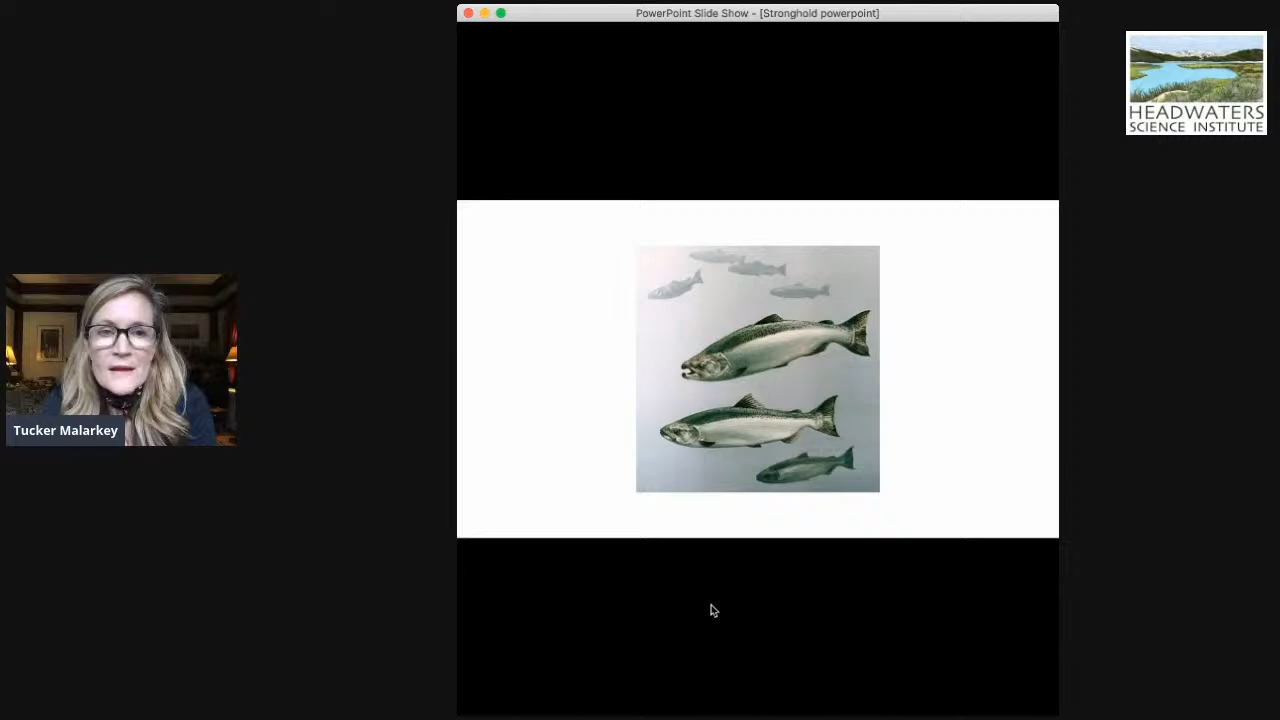 PowerPoint Slide Show - [Stronghold powerpoint]
HEADWATERS
SCIENCE INSTITUTE
Tucker Malarkey